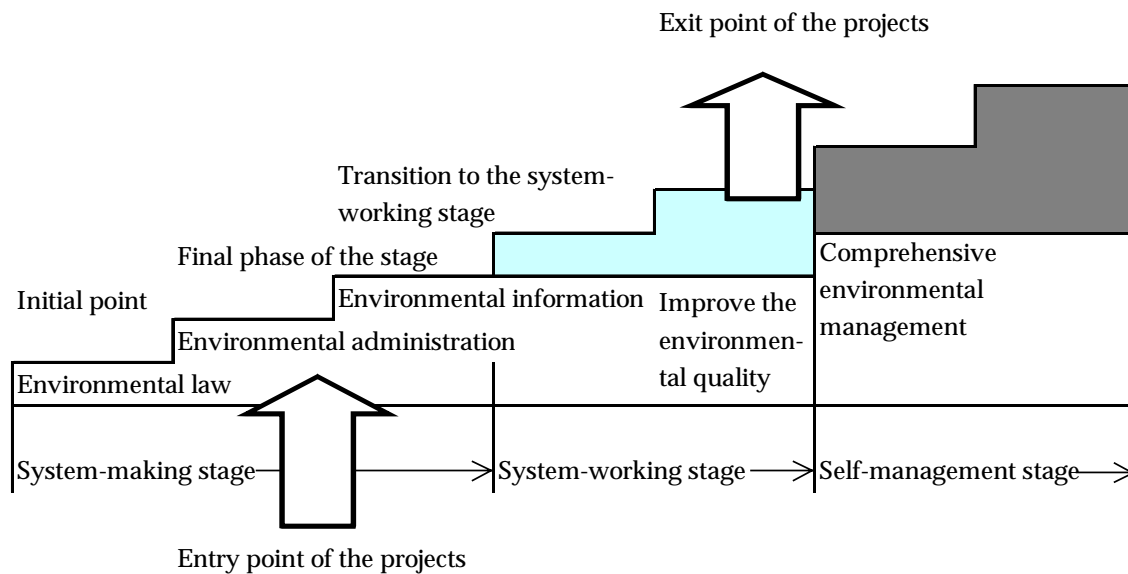 Exit point of the projects
Transition to the system-
working stage
Final phase of the stage
Initial point
Comprehensive
environmental
management
Environmental information
Improve the
environmen-
tal quality
Environmental administration
Environmental law
System-making stage
System-working stage
Self-management stage
Entry point of the projects